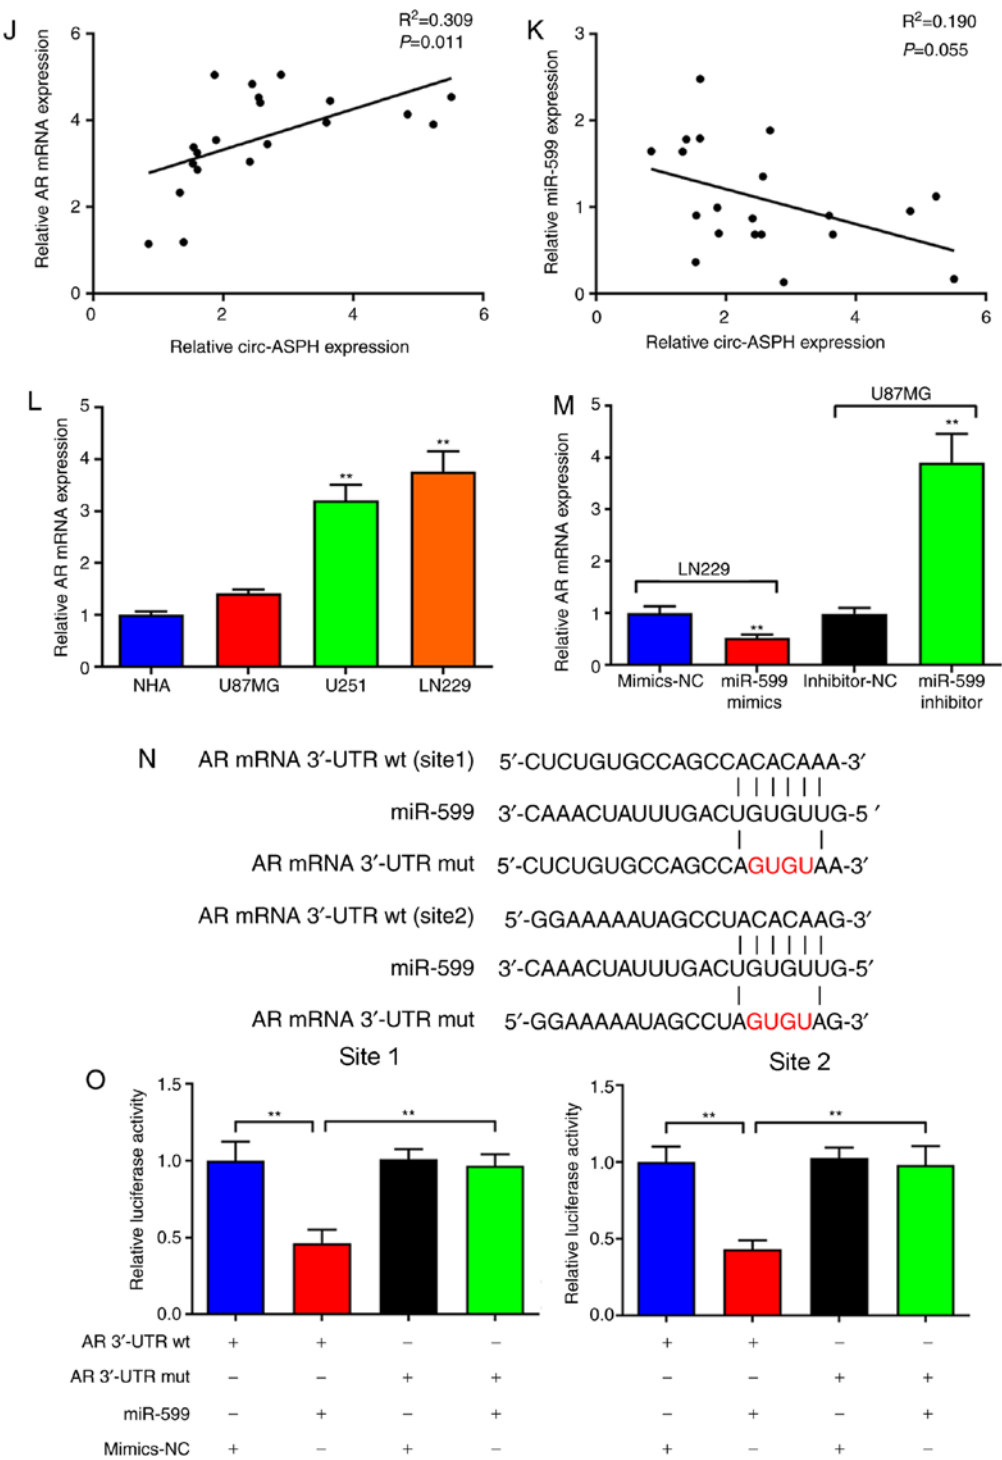 J
R²=0.309
P=0.011
Relative AR mRNA expression
6
4
2
0
0 2 4 6
Relative circ-ASPH expression
K
R²=0.190
P=0.055
Relative miR-599 expression
3
2
1
0
0 2 4 6
Relative circ-ASPH expression
L
Relative AR mRNA expression
5
4
3
2
1
0
** **
NHA U87MG U251 LN229
M
Relative AR mRNA expression
5
4
3
2
1
0
U87MG
**
LN229
**
Mimics-NC miR-599 Inhibitor-NC miR-599
mimics inhibitor
N
AR mRNA 3′-UTR wt (site1) 5′-CUCUGUGCCAGCCACACAAA-3′
miR-599 3′-CAAACUAUUUGACUGUGUUG-5 ′
AR mRNA 3′-UTR mut 5′-CUCUGUGCCAGCCAGUGUAA-3′
AR mRNA 3′-UTR wt (site2) 5′-GGAAAAAUAGCCUACACAAG-3′
miR-599 3′-CAAACUAUUUGACUGUGUUG-5′
AR mRNA 3′-UTR mut 5′-GGAAAAAUAGCCUAGUGUAG-3′
O
Site 1
Relative luciferase activity
1.5
1.0
0.5
0.0
** **
Site 2
Relative luciferase activity
1.5
1.0
0.5
0.0
** **
AR 3′-UTR wt + + − − + + − −
AR 3′-UTR mut − − + + − − + +
miR-599 − + − + − + − +
Mimics-NC + − + − + − + −